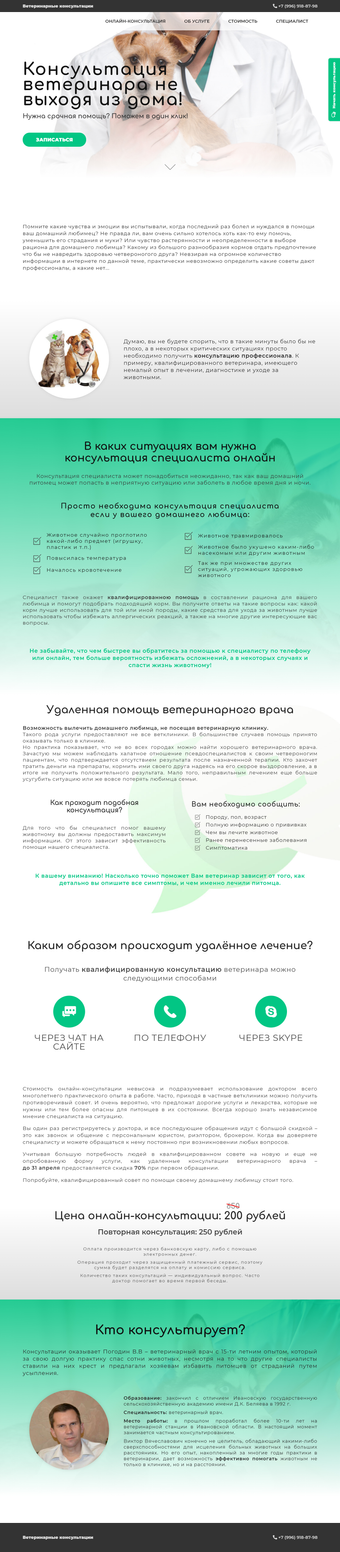 Ветеринарные консультации
+7 (996) 918-87-98
ОНЛАЙН-КОНСУЛЬТАЦИЯ
ОБ УСЛУГЕ
СТОИМОСТЬ
СПЕЦИАЛИСТ
Консультация
ветеринара не
выходя из дома!
Нужна срочная помощь? Поможем в один клик!
ЗАПИСАТЬСЯ
Помните какие чувства и эмоции вы испытывали, когда последний раз болел и нуждался в помощи
ваш домашний любимец? Не правда ли, вам очень сильно хотелось хоть как-то ему помочь,
уменьшить его страдания и муки? Или чувство растерянности и неопределенности в выборе
рациона для домашнего любимца? Какому из большого разнообразия кормов отдать предпочтение
что бы не навредить здоровью четвероногого друга? Невзирая на огромное количество
информации в интернете по данной теме, практически невозможно определить какие советы дают
профессионалы, а какие нет...
Думаю, вы не будете спорить, что в такие минуты было бы не
плохо, а в некоторых критических ситуациях просто
необходимо получить консультацию профессионала. К
примеру, квалифицированного ветеринара, имеющего
немалый опыт в лечении, диагностике и уходе за
животными.
В каких ситуациях вам нужна
консультация специалиста онлайн
Консультация специалиста может понадобиться неожиданно, так как ваш домашний
питомец может попасть в неприятную ситуацию или заболеть в любое время дня и ночи.
Просто необходима консультация специалиста
если у вашего домашнего любимца:
Животное случайно проглотило
какой-либо предмет (игрушку,
пластик и т.п.)
Повысилась температура
Началось кровотечение
Животное травмировалось
Животное было укушено каким-либо
насекомым или другим животным
Так же при множестве других
ситуаций, угрожающих здоровью
животного
Специалист также окажет квалифицированную помощь в составлении рациона для вашего
любимца и помогут подобрать подходящий корм. Вы получите ответы на такие вопросы как: какой
корм лучше использовать для той или иной породы, какие средства для ухода за животным лучше
использовать чтобы избежать аллергических реакций, а также на многие другие интересующие вас
вопросы.
Не забывайте, что чем быстрее вы обратитесь за помощью к специалисту по телефону
или онлайн, тем больше вероятность избежать осложнений, а в некоторых случаях и
спасти жизнь животному!
Удаленная помощь ветеринарного врача
Возможность вылечить домашнего любимца, не посещая ветеринарную клинику.
Такого рода услуги предоставляют не все ветклиники. В большинстве случаев помощь принято
оказывать только в клинике.
Но практика показывает, что не во всех городах можно найти хорошего ветеринарного врача.
Зачастую мы можем наблюдать халатное отношение псевдоспециалистов к своим четвероногим
пациентам, что подтверждается отсутствием результата после назначенной терапии. Кто захочет
тратить деньги на препараты, кормить ими своего друга надеясь на его скорое выздоровление, а в
итоге не получить положительного результата. Мало того, неправильным лечением еще больше
усугубить ситуацию или же вовсе потерять любимца семьи.
Как проходит подобная
консультация?
Для того что бы специалист помог вашему
животному вы должны предоставить максимум
информации. От этого зависит эффективность
помощи нашего специалиста.
Вам необходимо сообщить:
Породу, пол, возраст
Полную информацию о прививках
Чем вы лечите животное
Ранее перенесенные заболевания
Симптоматика
К вашему вниманию! Насколько точно поможет Вам ветеринар зависит от того, как
детально вы опишите все симптомы, и чем именно лечили питомца.
Каким образом происходит удалённое лечение?
Получать квалифицированную консультацию ветеринара можно
следующими способами
ЧЕРЕЗ ЧАТ НА
САЙТЕ
ПО ТЕЛЕФОНУ
ЧЕРЕЗ SKYPE
Стоимость онлайн-консультации невысока и подразумевает использование доктором всего
многолетнего практического опыта в работе. Часто, приходя в частные ветклиники можно получить
противоречивый совет. И очень вероятно, что предложат дорогие услуги и лекарства, которые не
нужны или тем более опасны для питомцев в их состоянии. Всегда хорошо знать независимое
мнение специалиста на ситуацию.
Вы один раз регистрируетесь у доктора, и все последующие обращения идут с большой скидкой –
это как звонок и общение с персональным юристом, риэлтором, брокером. Когда вы доверяете
специалисту и можете обращаться к нему постоянно при возникновении любых вопросов.
Учитывая большую потребность людей в квалифицированном совете на новую и еще не
опробованную форму услуги, как удаленные консультации ветеринарного врача –
до 31 апреля предоставляется скидка 70% при первом обращении.
Попробуйте, квалифицированный совет по помощи своему домашнему любимцу стоит того.
Цена онлайн-консультации: 200 рублей
Повторная консультация: 250 рублей
Оплата производится через банковскую карту, либо с помощью
электронных денег.
Операция проходит через защищенный платежный сервис, поэтому
сумма будет разделятся на оплату и комиссию сервиса.
Количество таких консультаций — индивидуальный вопрос. Часто
доктор помогает во время первой беседы.
Кто консультирует?
Консультации оказывает Погодин В.В – ветеринарный врач с 15-ти летним опытом, который
за свою долгую практику спас сотни животных, несмотря на то что другие специалисты
ставили на них крест и предлагали хозяевам избавить питомцев от страданий путем
усыпления.
Образование: закончил с отличием Ивановскую государственную
сельскохозяйственную академию имени Д.К. Беляева в 1992 г.
Специальность: ветеринарный врач.
Место работы: в прошлом проработал более 10-ти лет на
ветеринарной станции в Ивановской области. В настоящий момент
занимается частным консультированием.
Виктор Вячеславович конечно не целитель, обладающий какими-либо
сверхспособностями для исцеления больных животных на больших
расстояниях. Но его опыт, накопленный за многие годы практики в
ветеринарии, дает возможность эффективно помогать животным не
только в клинике, но и на расстоянии.
Ветеринарные консультации
+7 (996) 918-87-98